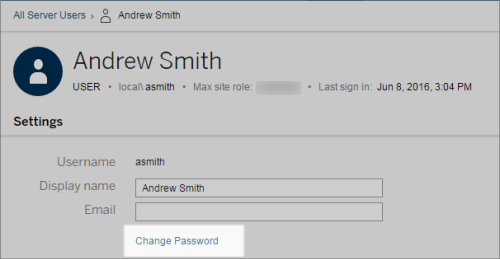 All Server Users › Andrew Smith
Andrew Smith
USER • local\asmith • Max site role: • Last sign in: Jun 8, 2016, 3:04 PM
Settings
Username asmith
Display name Andrew Smith
Email
Change Password